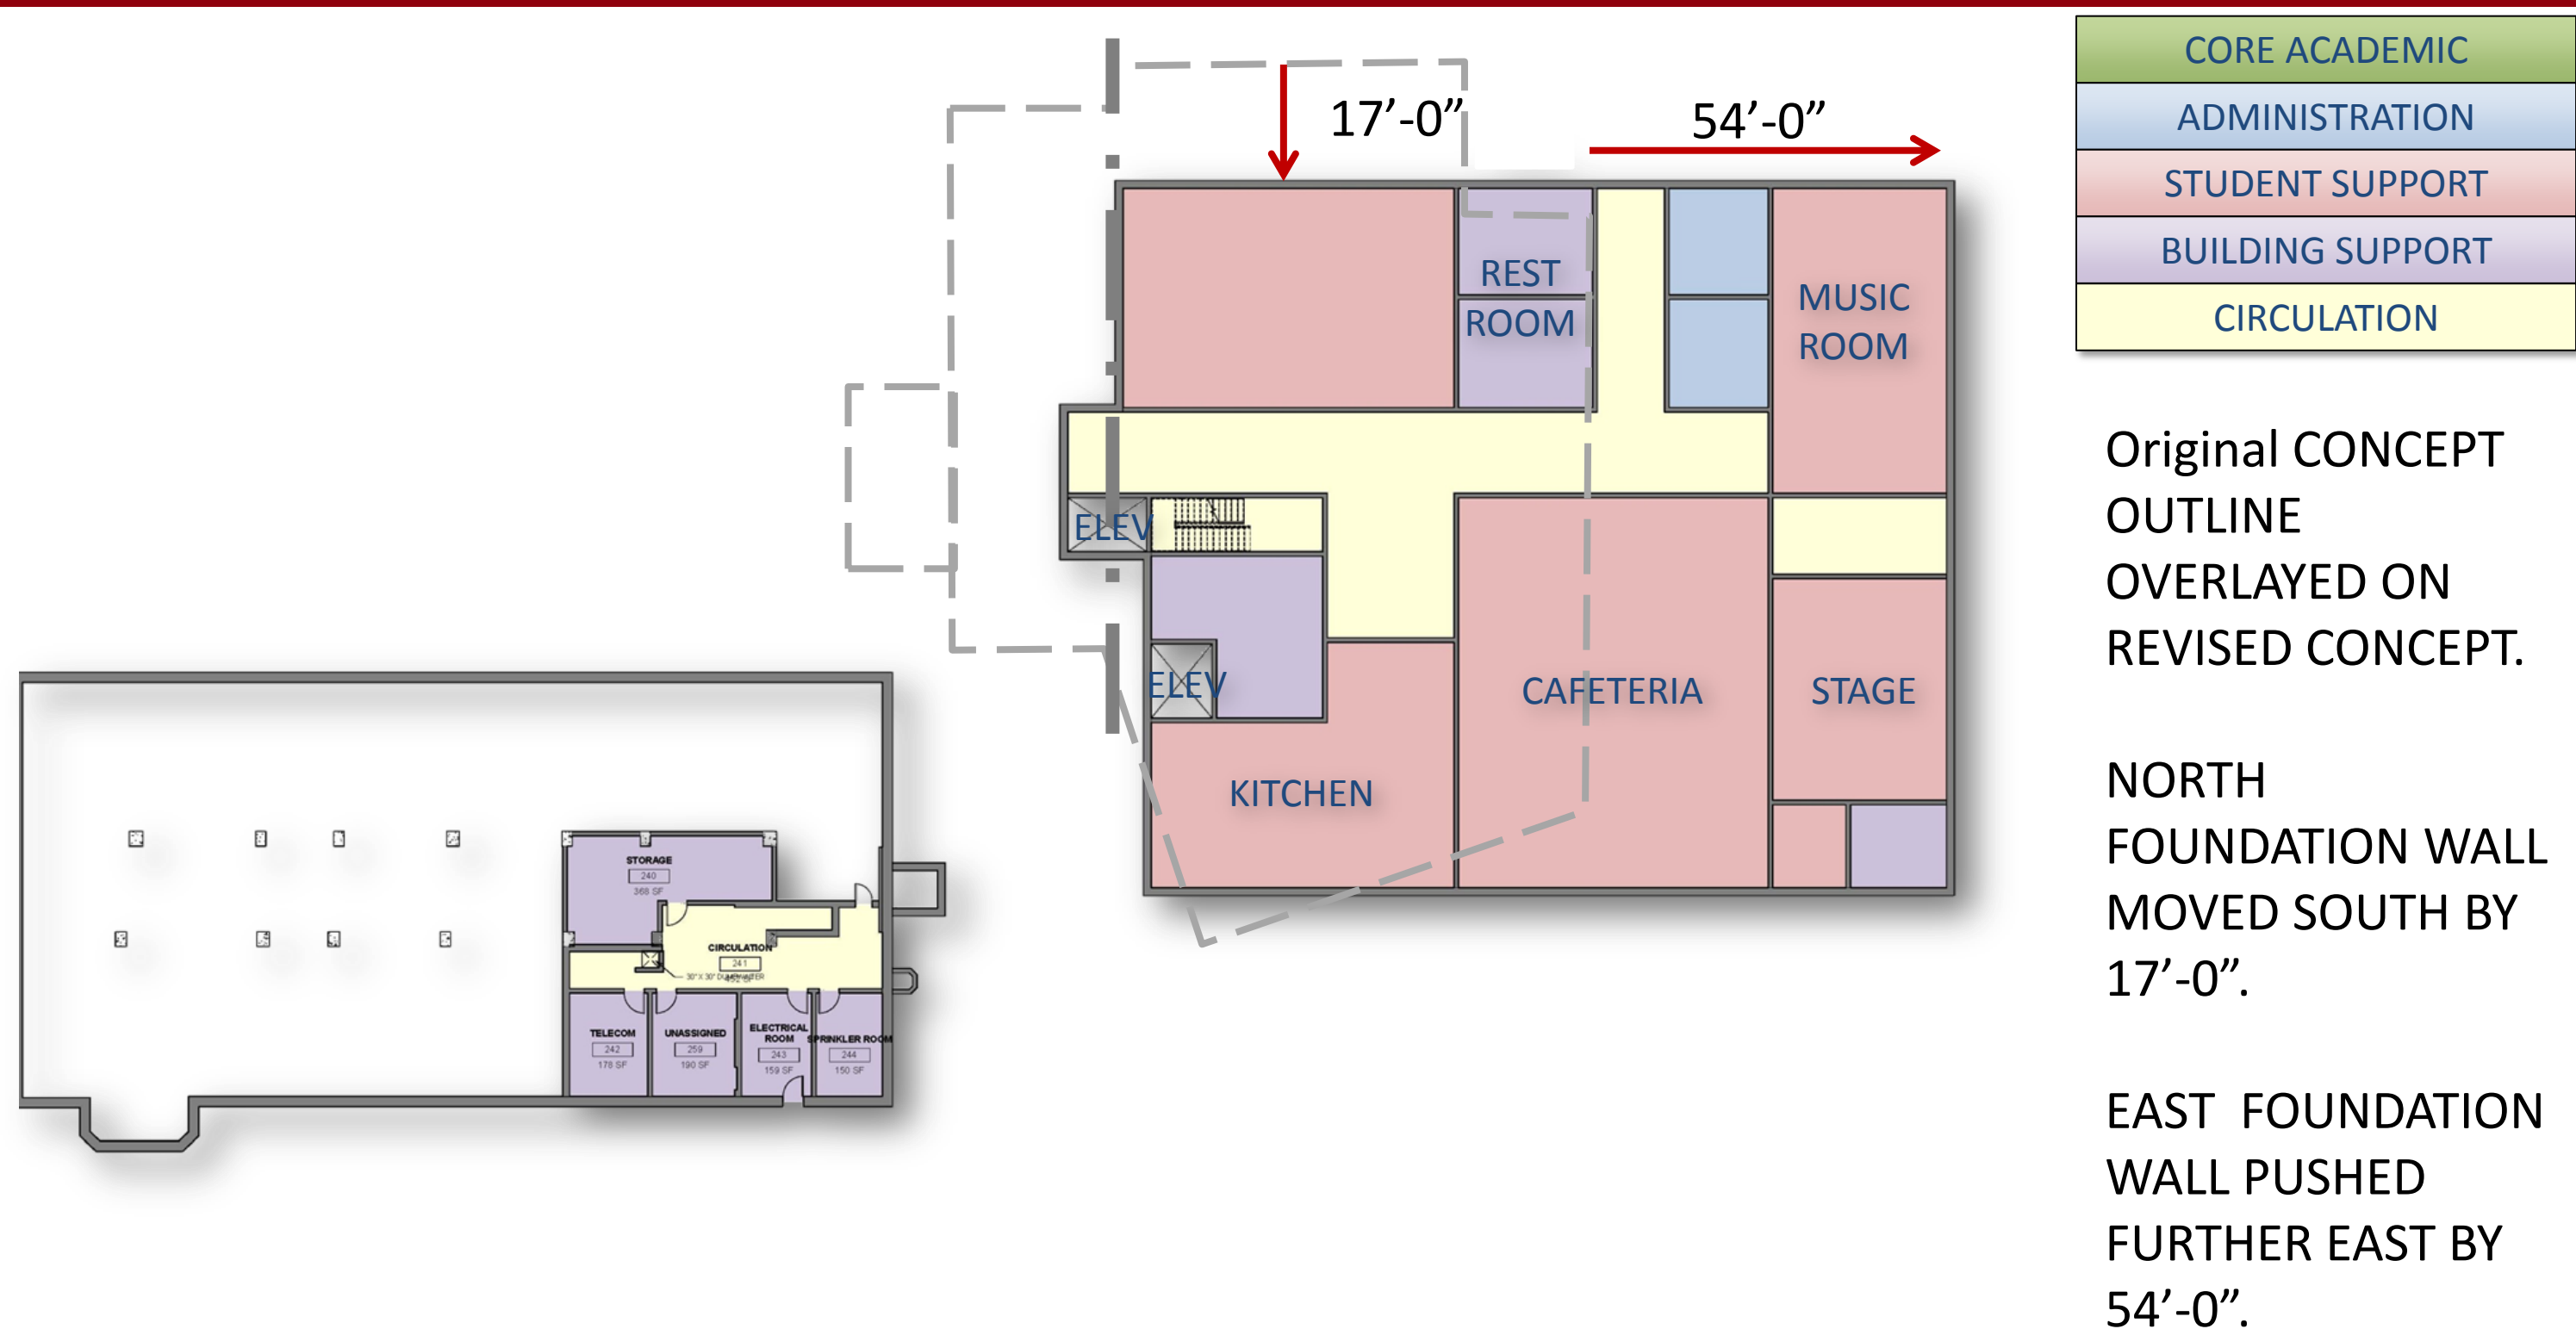 17’-0”
54’-0”
CORE ACADEMIC
ADMINISTRATION
STUDENT SUPPORT
BUILDING SUPPORT
CIRCULATION
REST
ROOM
MUSIC
ROOM
ELEV
ELEV
CAFETERIA
STAGE
KITCHEN
Original CONCEPT
OUTLINE
OVERLAYED ON
REVISED CONCEPT.
NORTH
FOUNDATION WALL
MOVED SOUTH BY
17’-0”.
EAST FOUNDATION
WALL PUSHED
FURTHER EAST BY
54’-0”.
STORAGE
240
368 SF
CIRCULATION
241
30" X 30"
TELECOM
242
178 SF
UNASSIGNED
259
190 SF
ELECTRICAL
ROOM
243
159 SF
SPRINKLER ROOM
244
150 SF